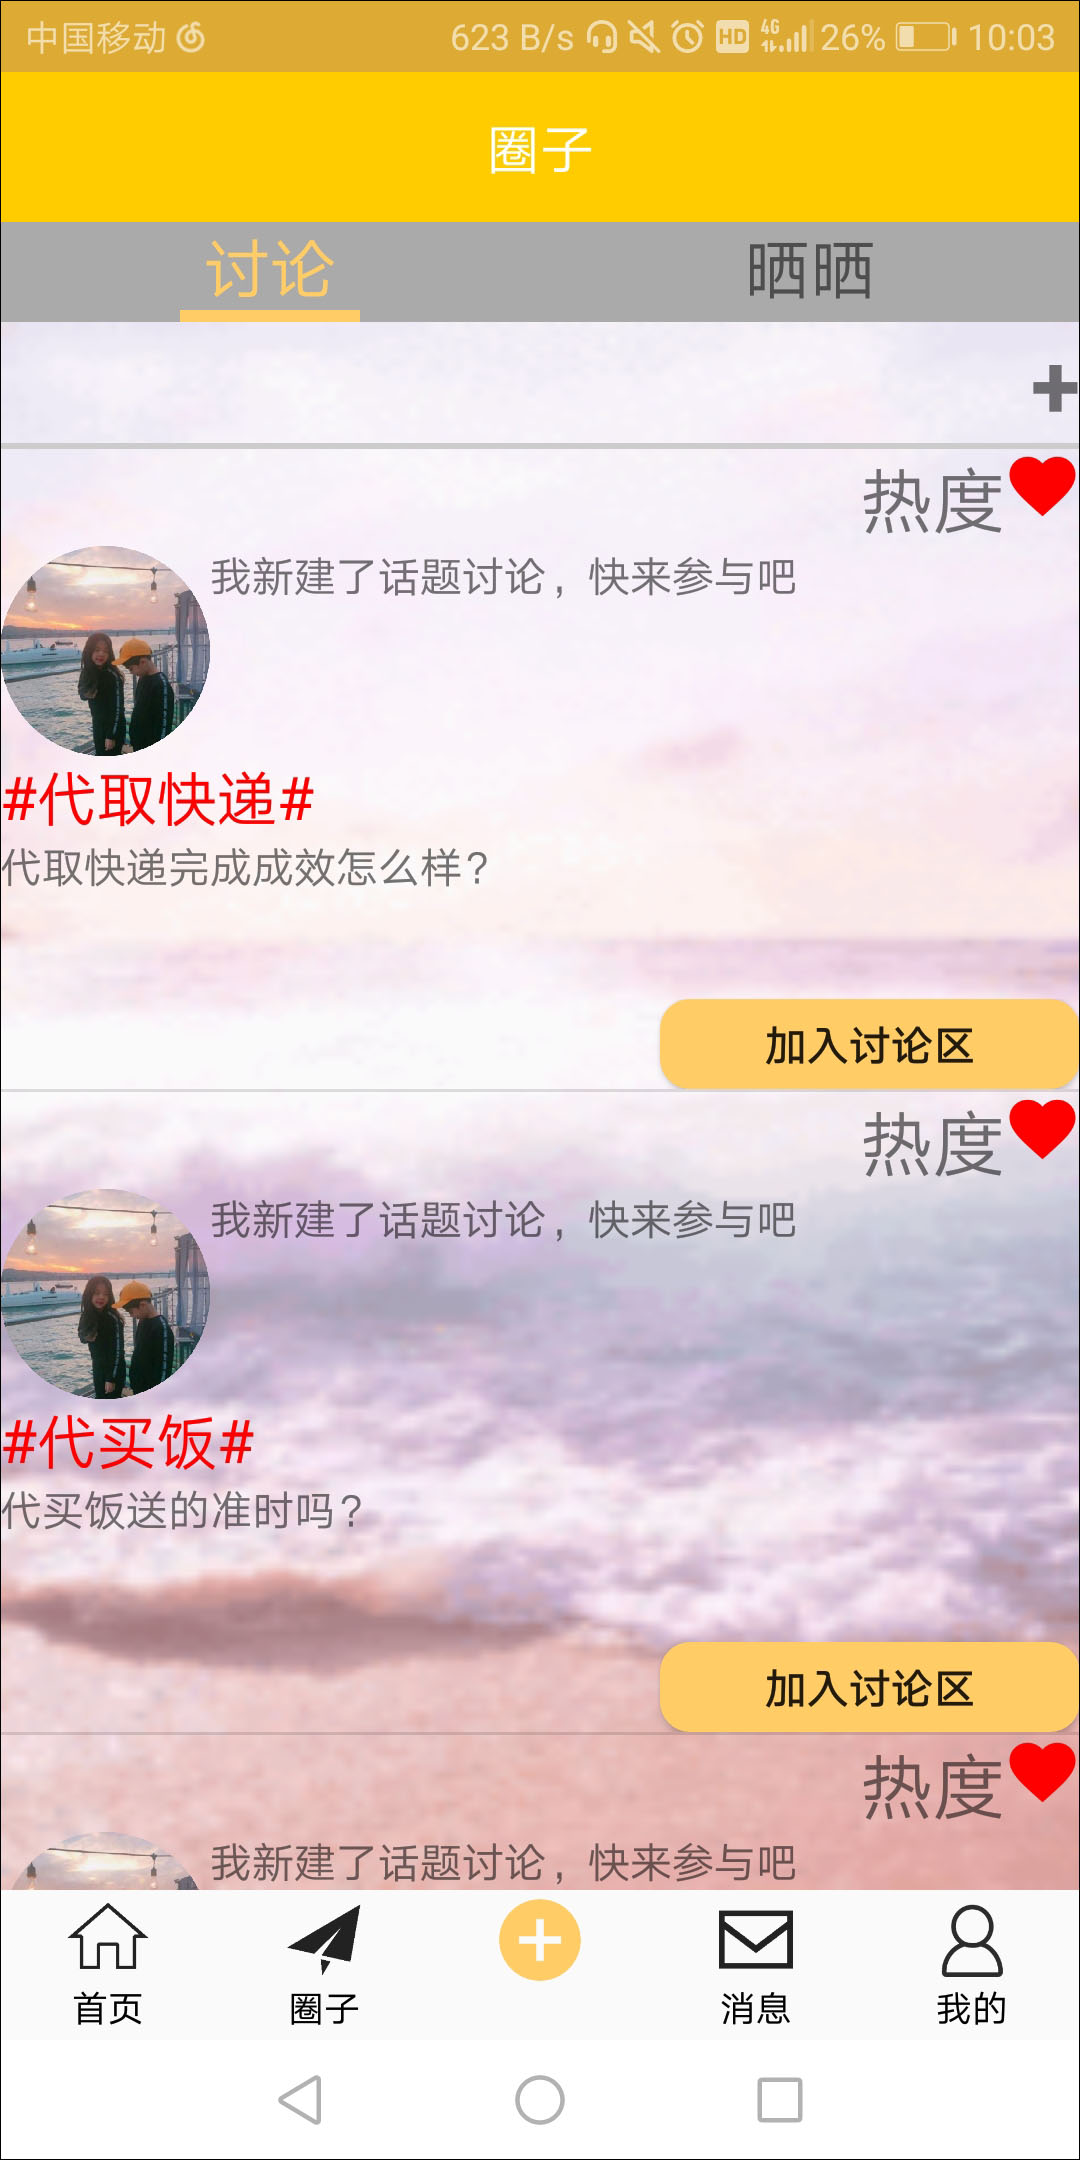 中国移动 623 B/s HD 4G 26% 10:03
圈子
讨论 晒晒
热度
我新建了话题讨论，快来参与吧
#代取快递#
代取快递完成成效怎么样？
加入讨论区
热度
我新建了话题讨论，快来参与吧
#代买饭#
代买饭送的准时吗？
加入讨论区
热度
我新建了话题讨论，快来参与吧
首页 圈子 消息 我的